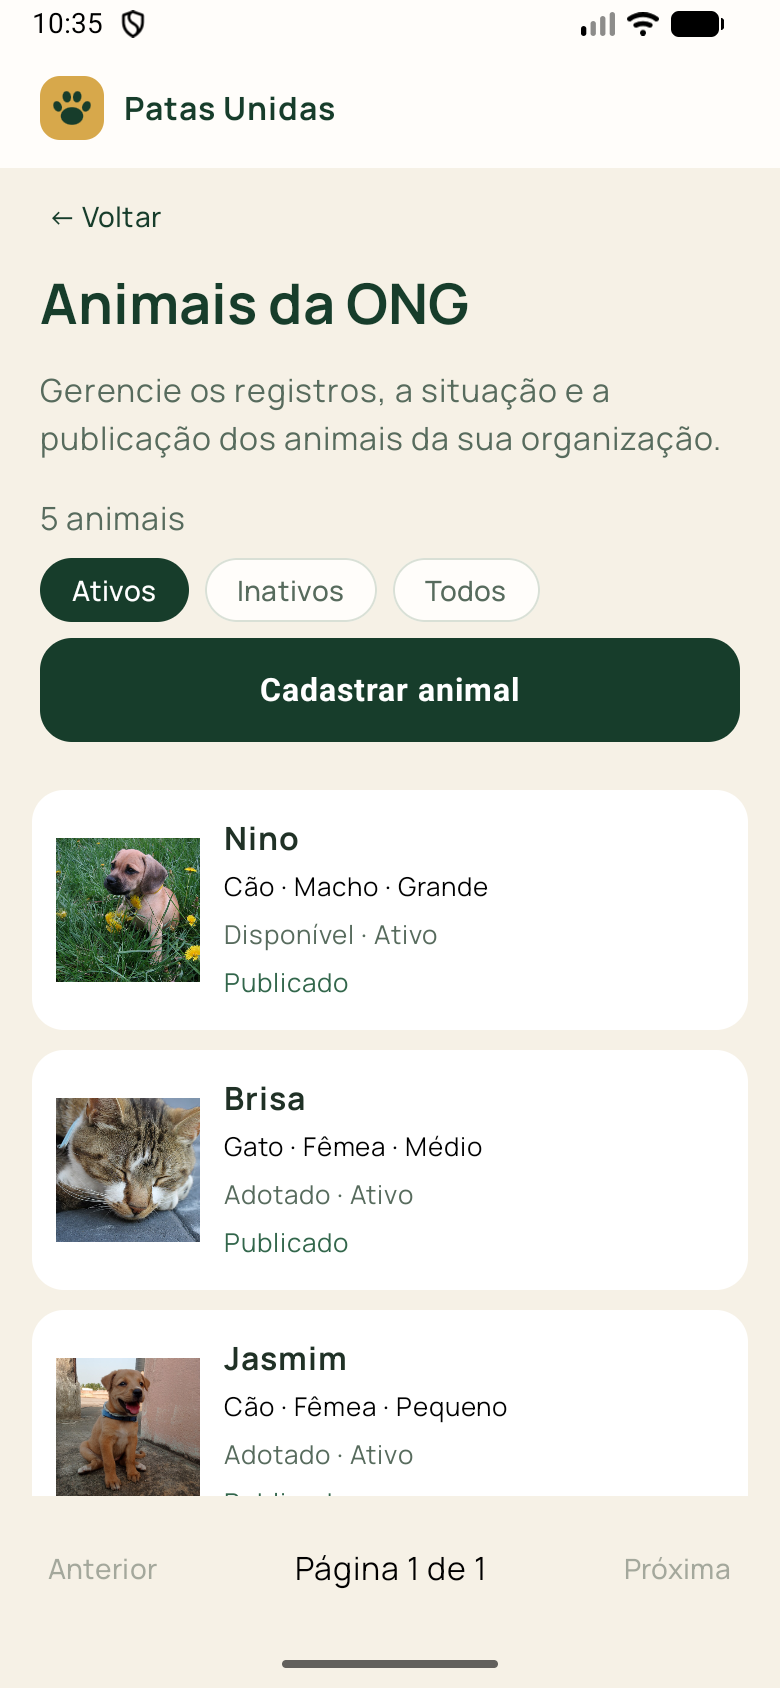 10:35
Patas Unidas
← Voltar
Animais da ONG
Gerencie os registros, a situação e a
publicação dos animais da sua organização.
5 animais
Ativos
Inativos
Todos
Cadastrar animal
Nino
Cão · Macho · Grande
Disponível · Ativo
Publicado
Brisa
Gato · Fêmea · Médio
Adotado · Ativo
Publicado
Jasmim
Cão · Fêmea · Pequeno
Adotado · Ativo
Anterior
Página 1 de 1
Próxima